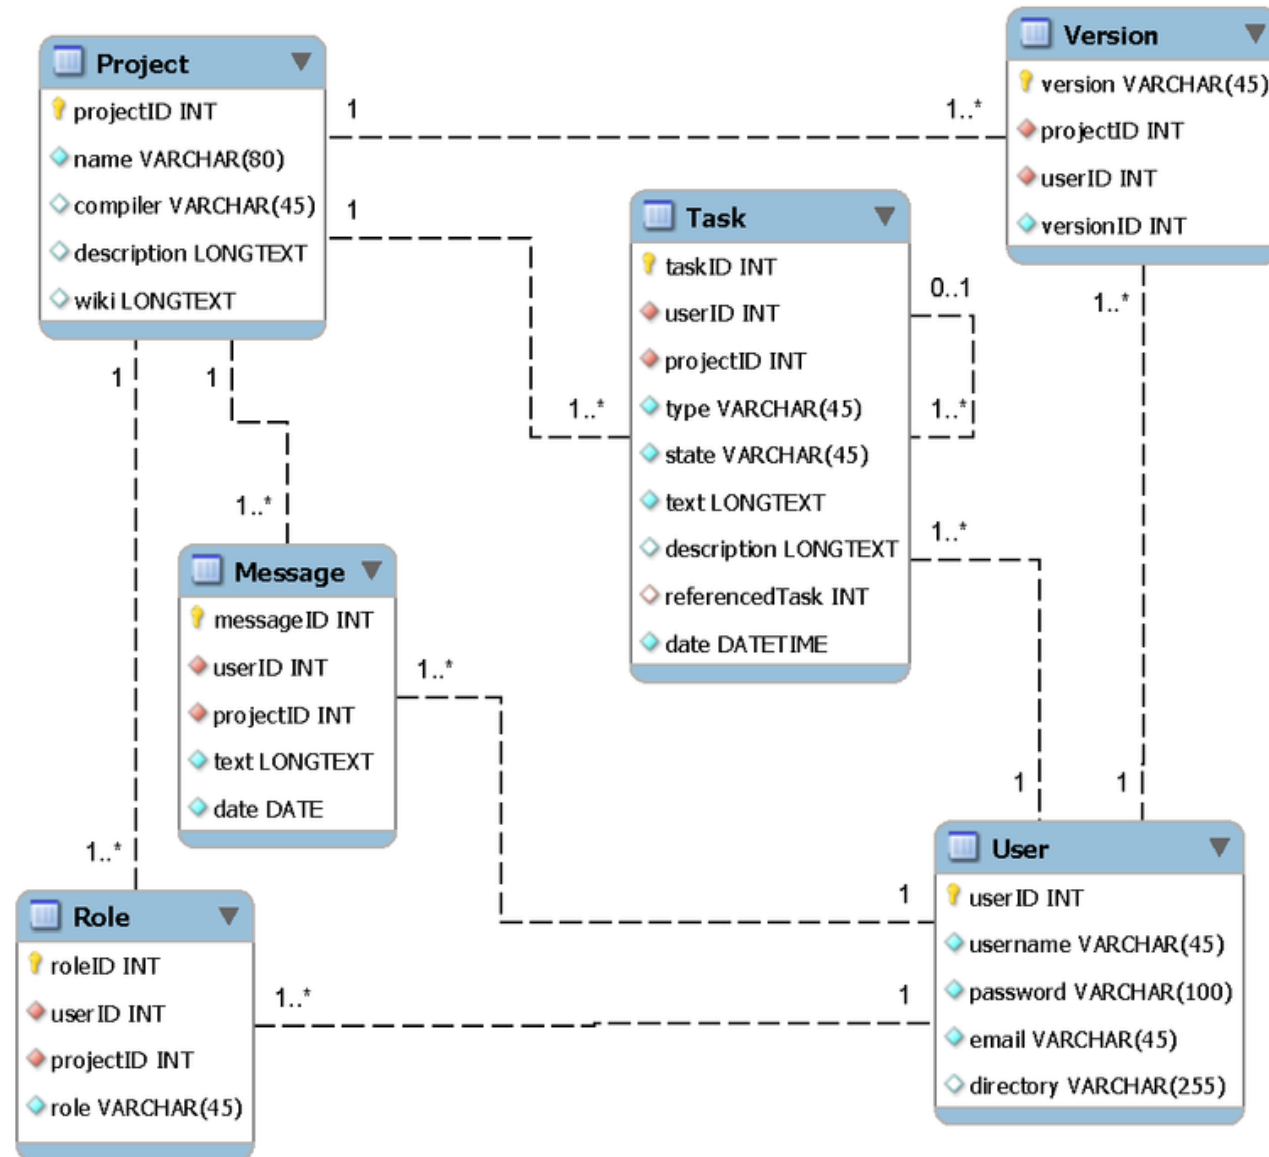 Project
projectID INT
name VARCHAR(80)
compiler VARCHAR(45)
description LONGTEXT
wiki LONGTEXT
1
1..*
Version
version VARCHAR(45)
projectID INT
userID INT
versionID INT
1
1..*
Task
taskID INT
userID INT
projectID INT
type VARCHAR(45)
state VARCHAR(45)
text LONGTEXT
description LONGTEXT
referencedTask INT
date DATETIME
0..1
1..*
1..*
1
1..*
1
1
1..*
Message
messageID INT
userID INT
projectID INT
text LONGTEXT
date DATE
1..*
1
1
1..*
Role
roleID INT
userID INT
projectID INT
role VARCHAR(45)
1..*
1
User
userID INT
username VARCHAR(45)
password VARCHAR(100)
email VARCHAR(45)
directory VARCHAR(255)